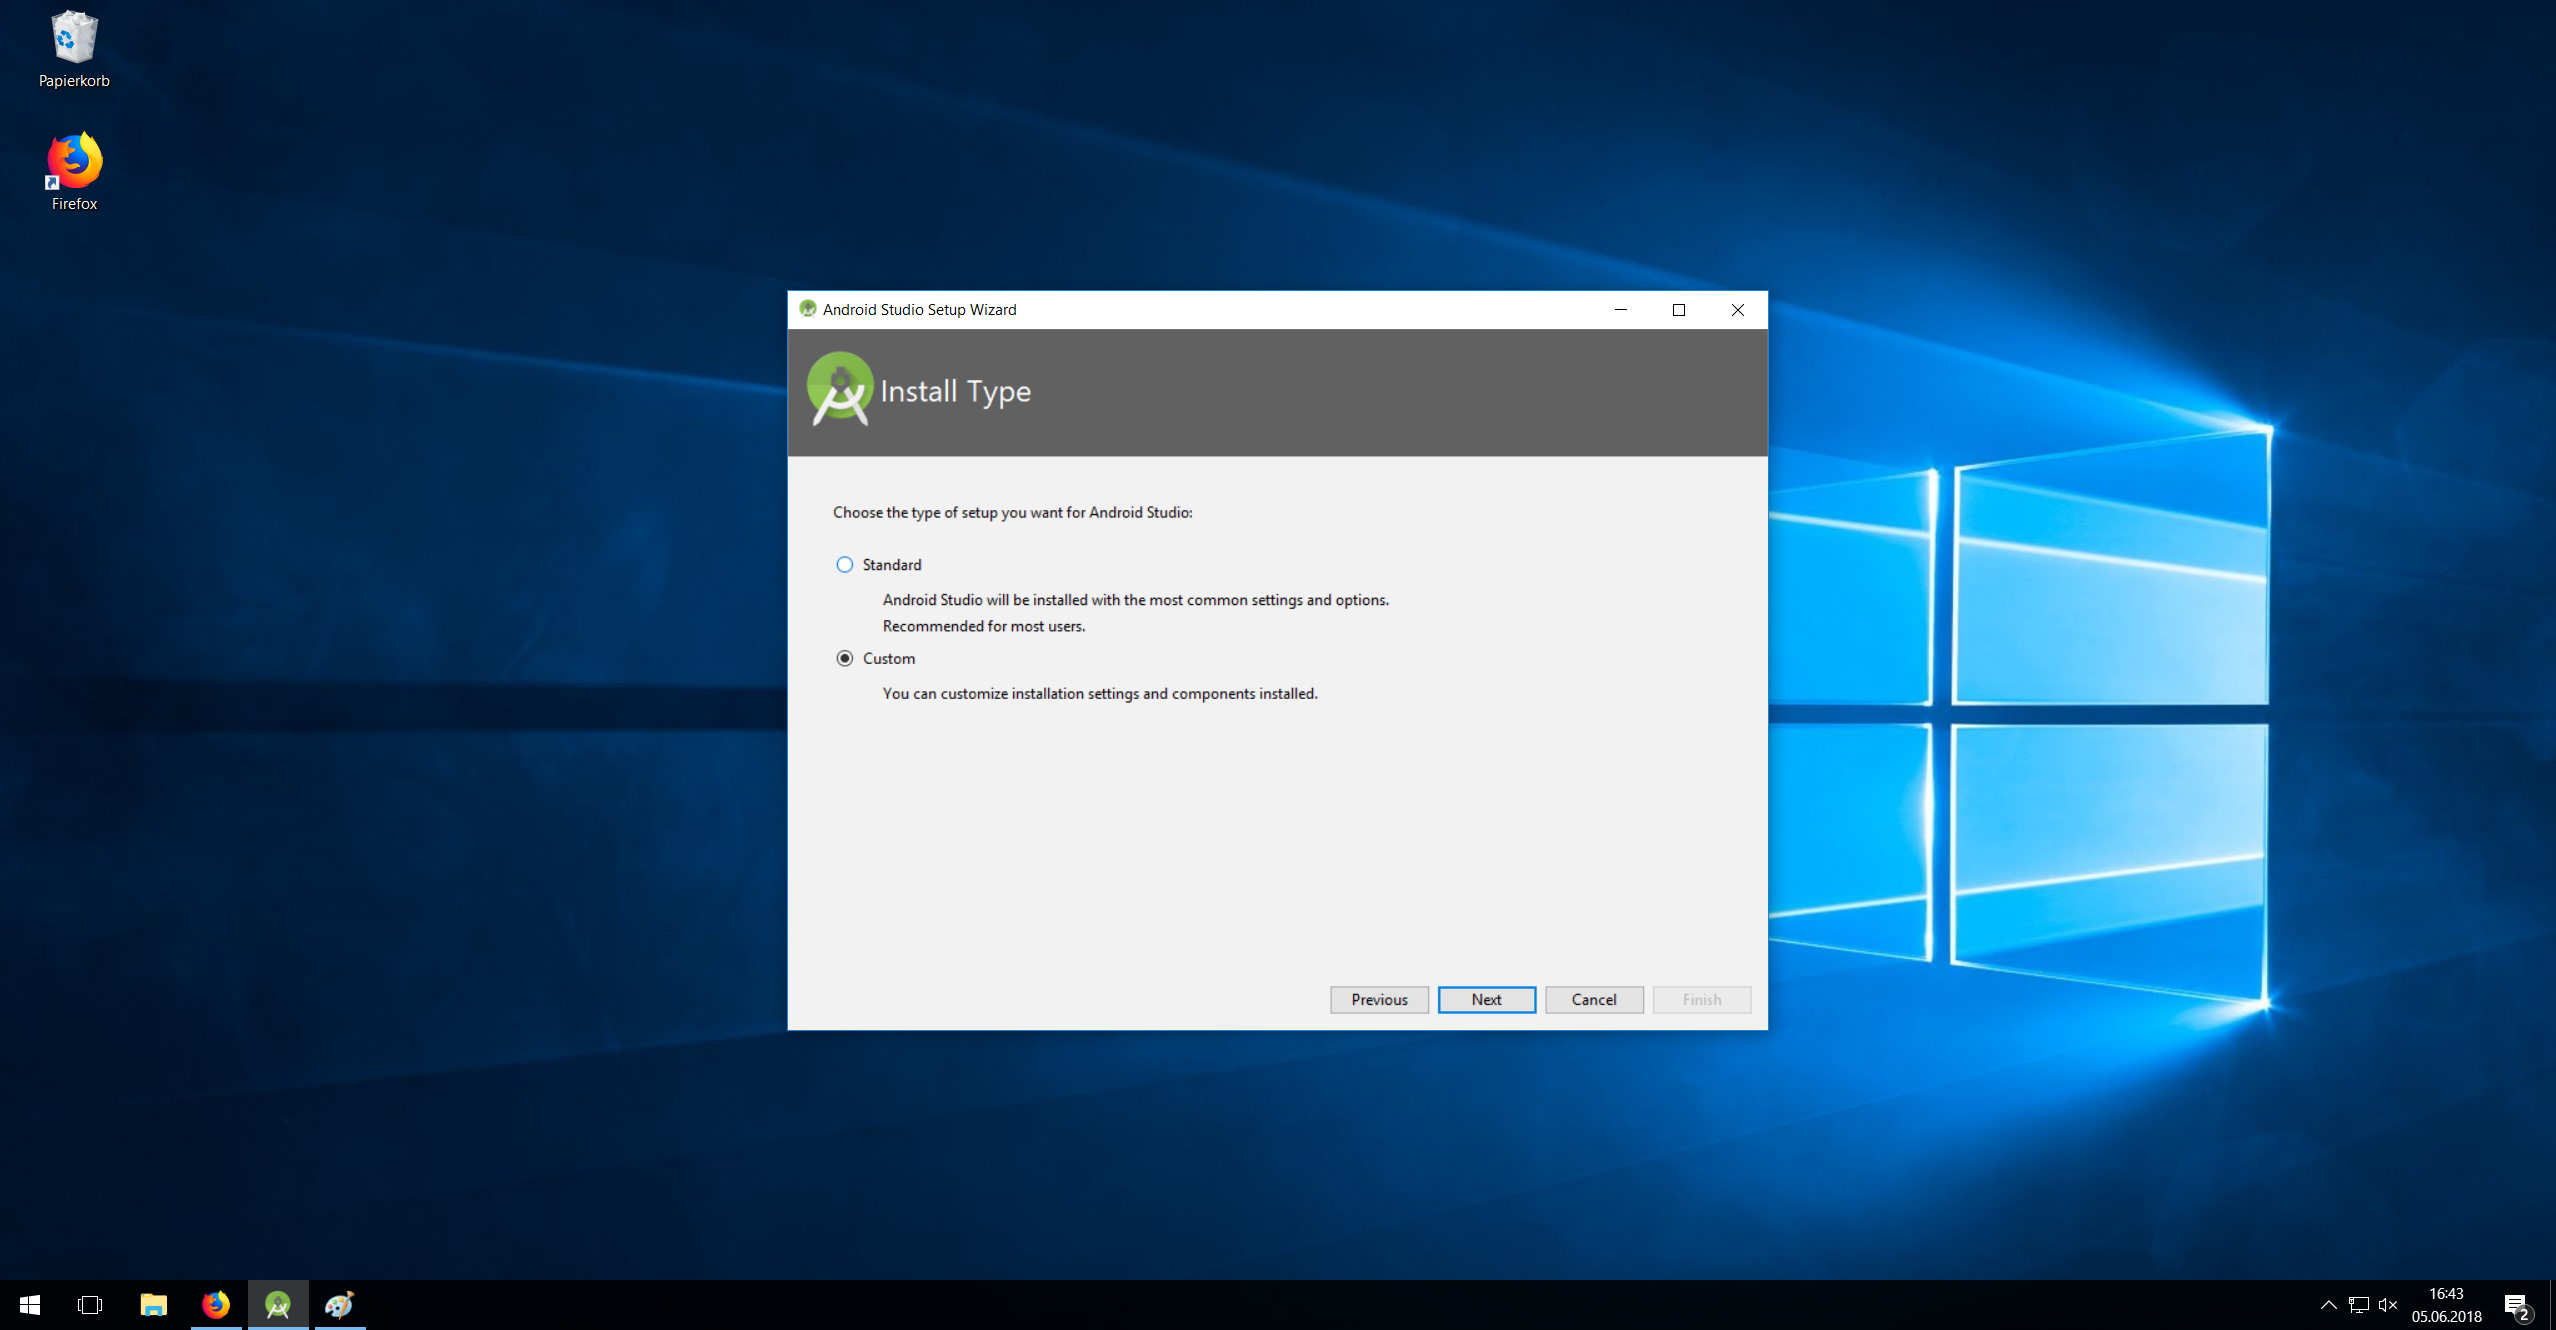 Papierkorb
Firefox
Android Studio Setup Wizard
Install Type
Choose the type of setup you want for Android Studio:
Standard
Android Studio will be installed with the most common settings and options.
Recommended for most users.
Custom
You can customize installation settings and components installed.
Previous
Next
Cancel
Finish
16:43
05.06.2018
2